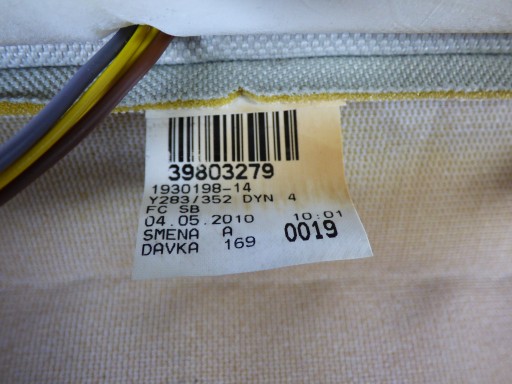 39803279
1930198-14
Y283/352 DYN 4
FC SB
04.05.2010 10:01
SMENA A 0019
DAVKA 169